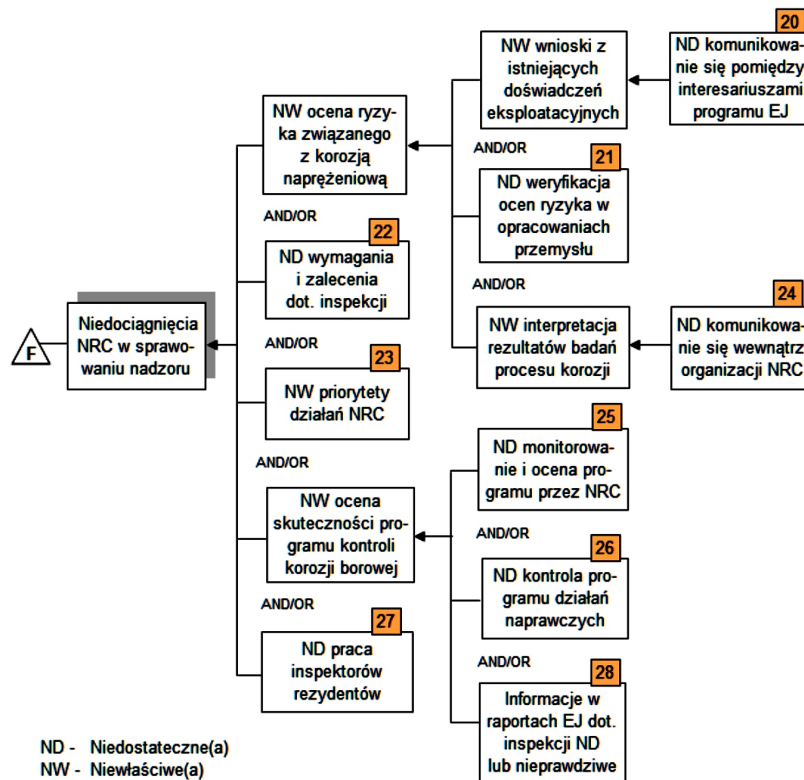 20
NW wnioski z
istniejących
doświadczeń
eksploatacyjnych
ND komunikowa-
nie się pomiędzy
interesariuszami
programu EJ
NW ocena ryzy-
ka związanego
z korozją
naprężeniową
AND/OR
21
ND weryfikacja
ocen ryzyka w
opracowaniach
przemysłu
AND/OR
22
ND wymagania
i zalecenia
dot. inspekcji
AND/OR
24
NW interpretacja
rezultatów badań
procesu korozji
ND komunikowa-
nie się wewnątrz
organizacji NRC
F
Niedociągnięcia
NRC w sprawo-
waniu nadzoru
AND/OR
23
NW priorytety
działań NRC
25
ND monitorowa-
nie i ocena pro-
gramu przez NRC
AND/OR
NW ocena
skuteczności pro-
gramu kontroli
korozji borowej
AND/OR
26
ND kontrola pro-
gramu działań
naprawczych
AND/OR
27
ND praca
inspektorów
rezydentów
AND/OR
28
Informacje w
raportach EJ dot.
inspekcji ND
lub nieprawdziwe
ND - Niedostateczne(a)
NW - Niewłaściwe(a)